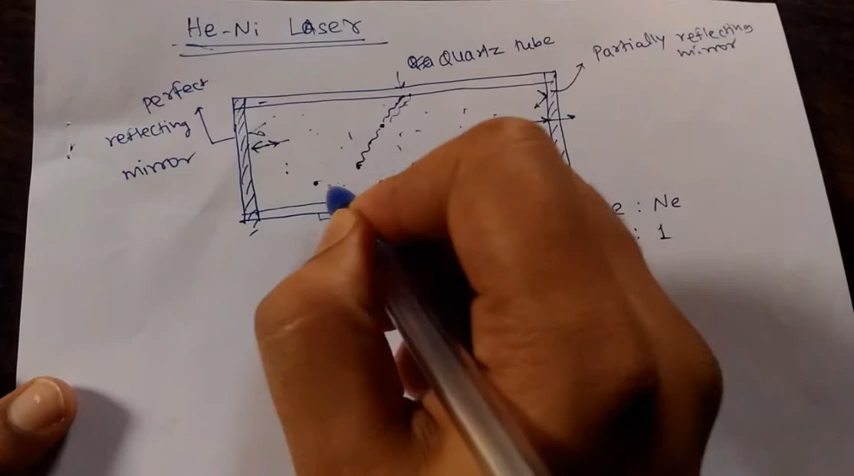 He-Ni Laser
Quartz tube
Partially reflecting
mirror
perfect
reflecting
mirror
e : Ne
: 1